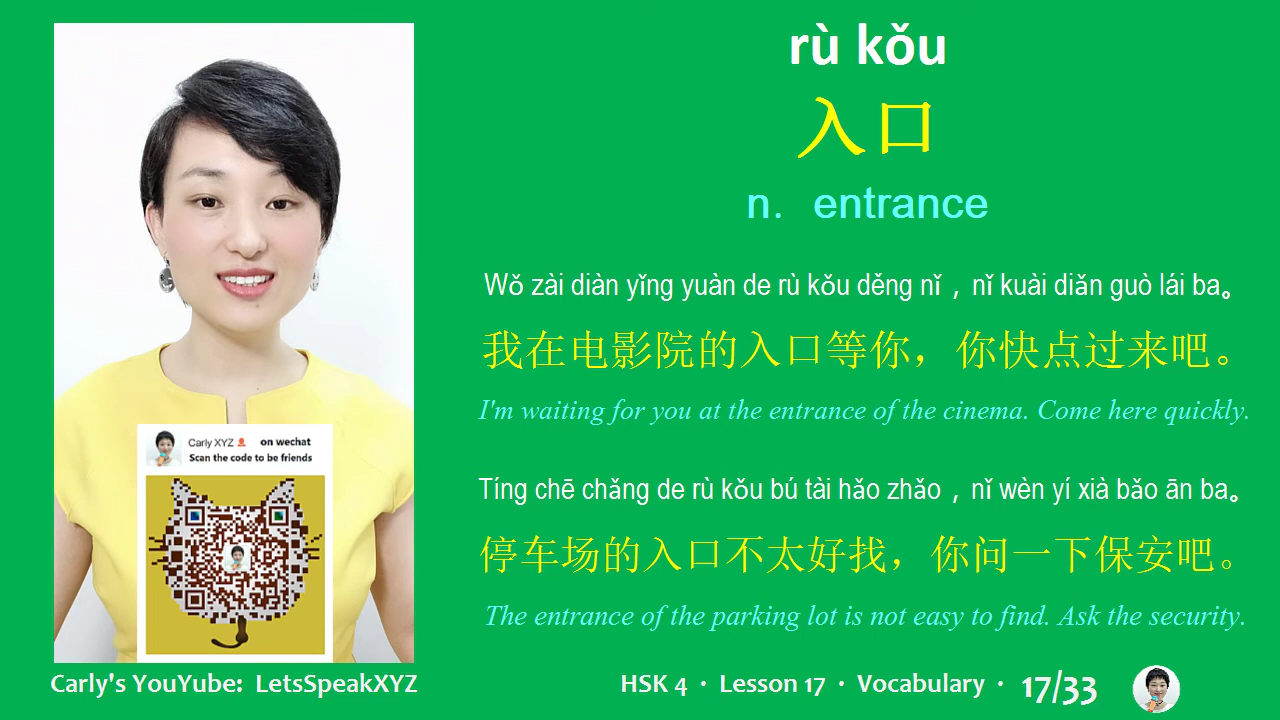 rù kǒu
入口
n. entrance
Wǒ zài diàn yǐng yuàn de rù kǒu děng nǐ，nǐ kuài diǎn guò lái ba。
我在电影院的入口等你，你快点过来吧。
I'm waiting for you at the entrance of the cinema. Come here quickly.
Tíng chē chǎng de rù kǒu bú tài hǎo zhǎo，nǐ wèn yí xià bǎo ān ba。
停车场的入口不太好找，你问一下保安吧。
The entrance of the parking lot is not easy to find. Ask the security.
Carly XYZ on wechat
Scan the code to be friends
Carly's YouYube: LetsSpeakXYZ
HSK 4 · Lesson 17 · Vocabulary · 17/33